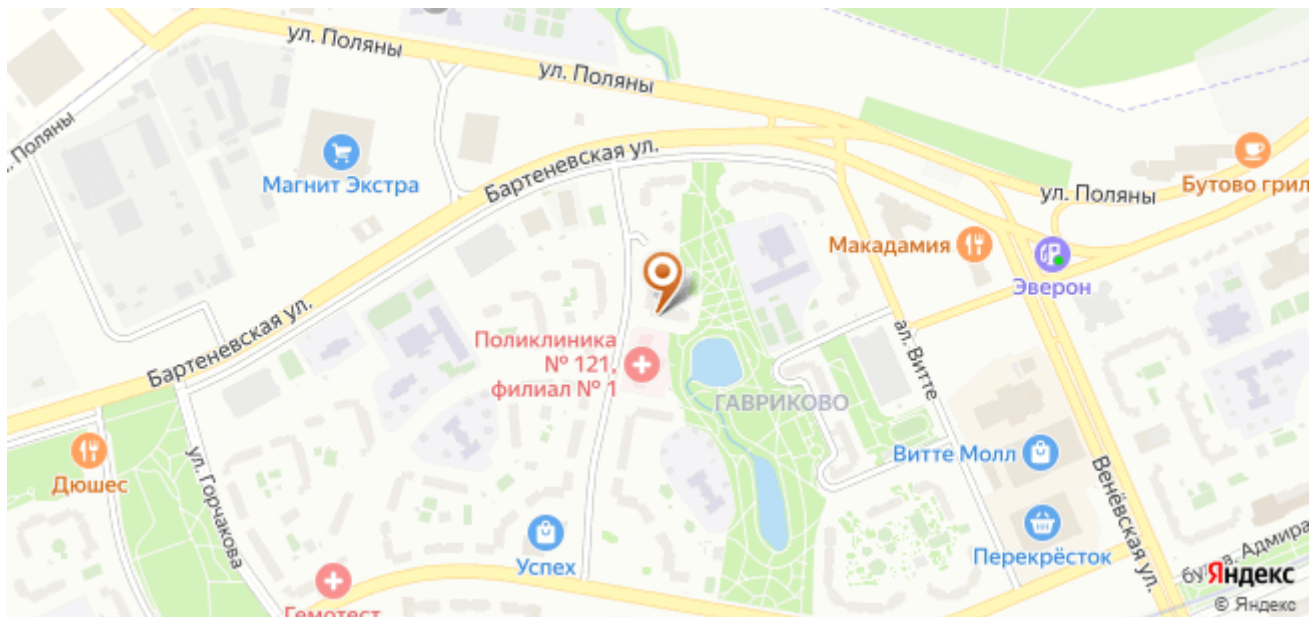 ул. Поляны
ул. Поляны
Поляны
Бартеневская ул.
Магнит Экстра
ул. Поляны
Бутово грил
Макадамия
Эверон
Бартеневская ул.
Поликлиника
№ 121,
филиал № 1
ал. Витте
ГАВРИКОВО
Дюшес
ул. Горчакова
Витте Молл
Венёвская ул.
Успех
Перекрёсток
Гемотест
а. Адмира
Яндекс
© Яндекс